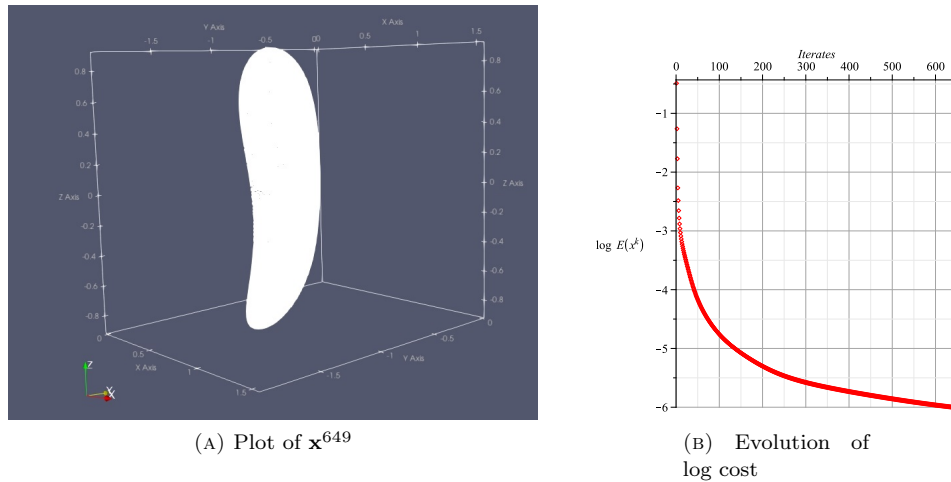 X Axis
Y Axis
-1.5 -1 -0.5 0 0 0.5 1 1.5
0.8
0.6
0.4
0.2
Z Axis 0
-0.2
-0.4
-0.6
-0.8
0.8
0.6
0.4
0.2
0 Z Axis
-0.2
-0.4
-0.6
-0.8
0
0.5
X Axis
1
1.5
0
-0.5
Y Axis
-1
-1.5
Z
Y
X
(A) Plot of x^649
Iterates
0 100 200 300 400 500 600
-1
-2
-3
log E(x^k)
-4
-5
-6
(B) Evolution of
log cost